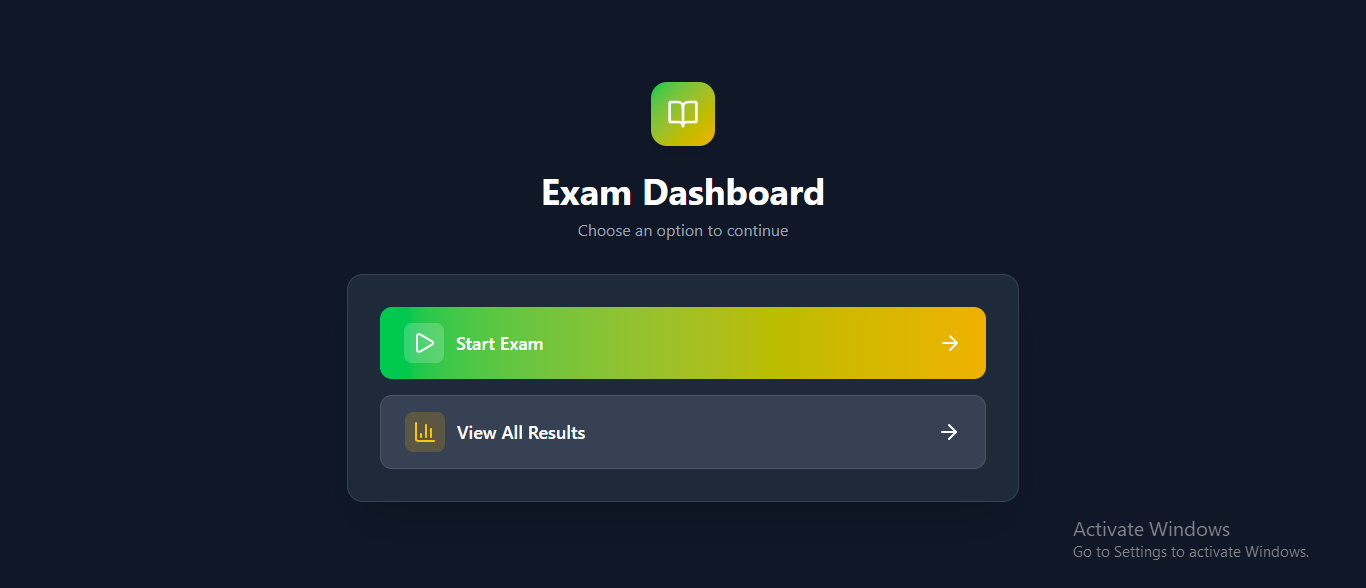 Exam Dashboard
Choose an option to continue
Start Exam
View All Results
Activate Windows
Go to Settings to activate Windows.